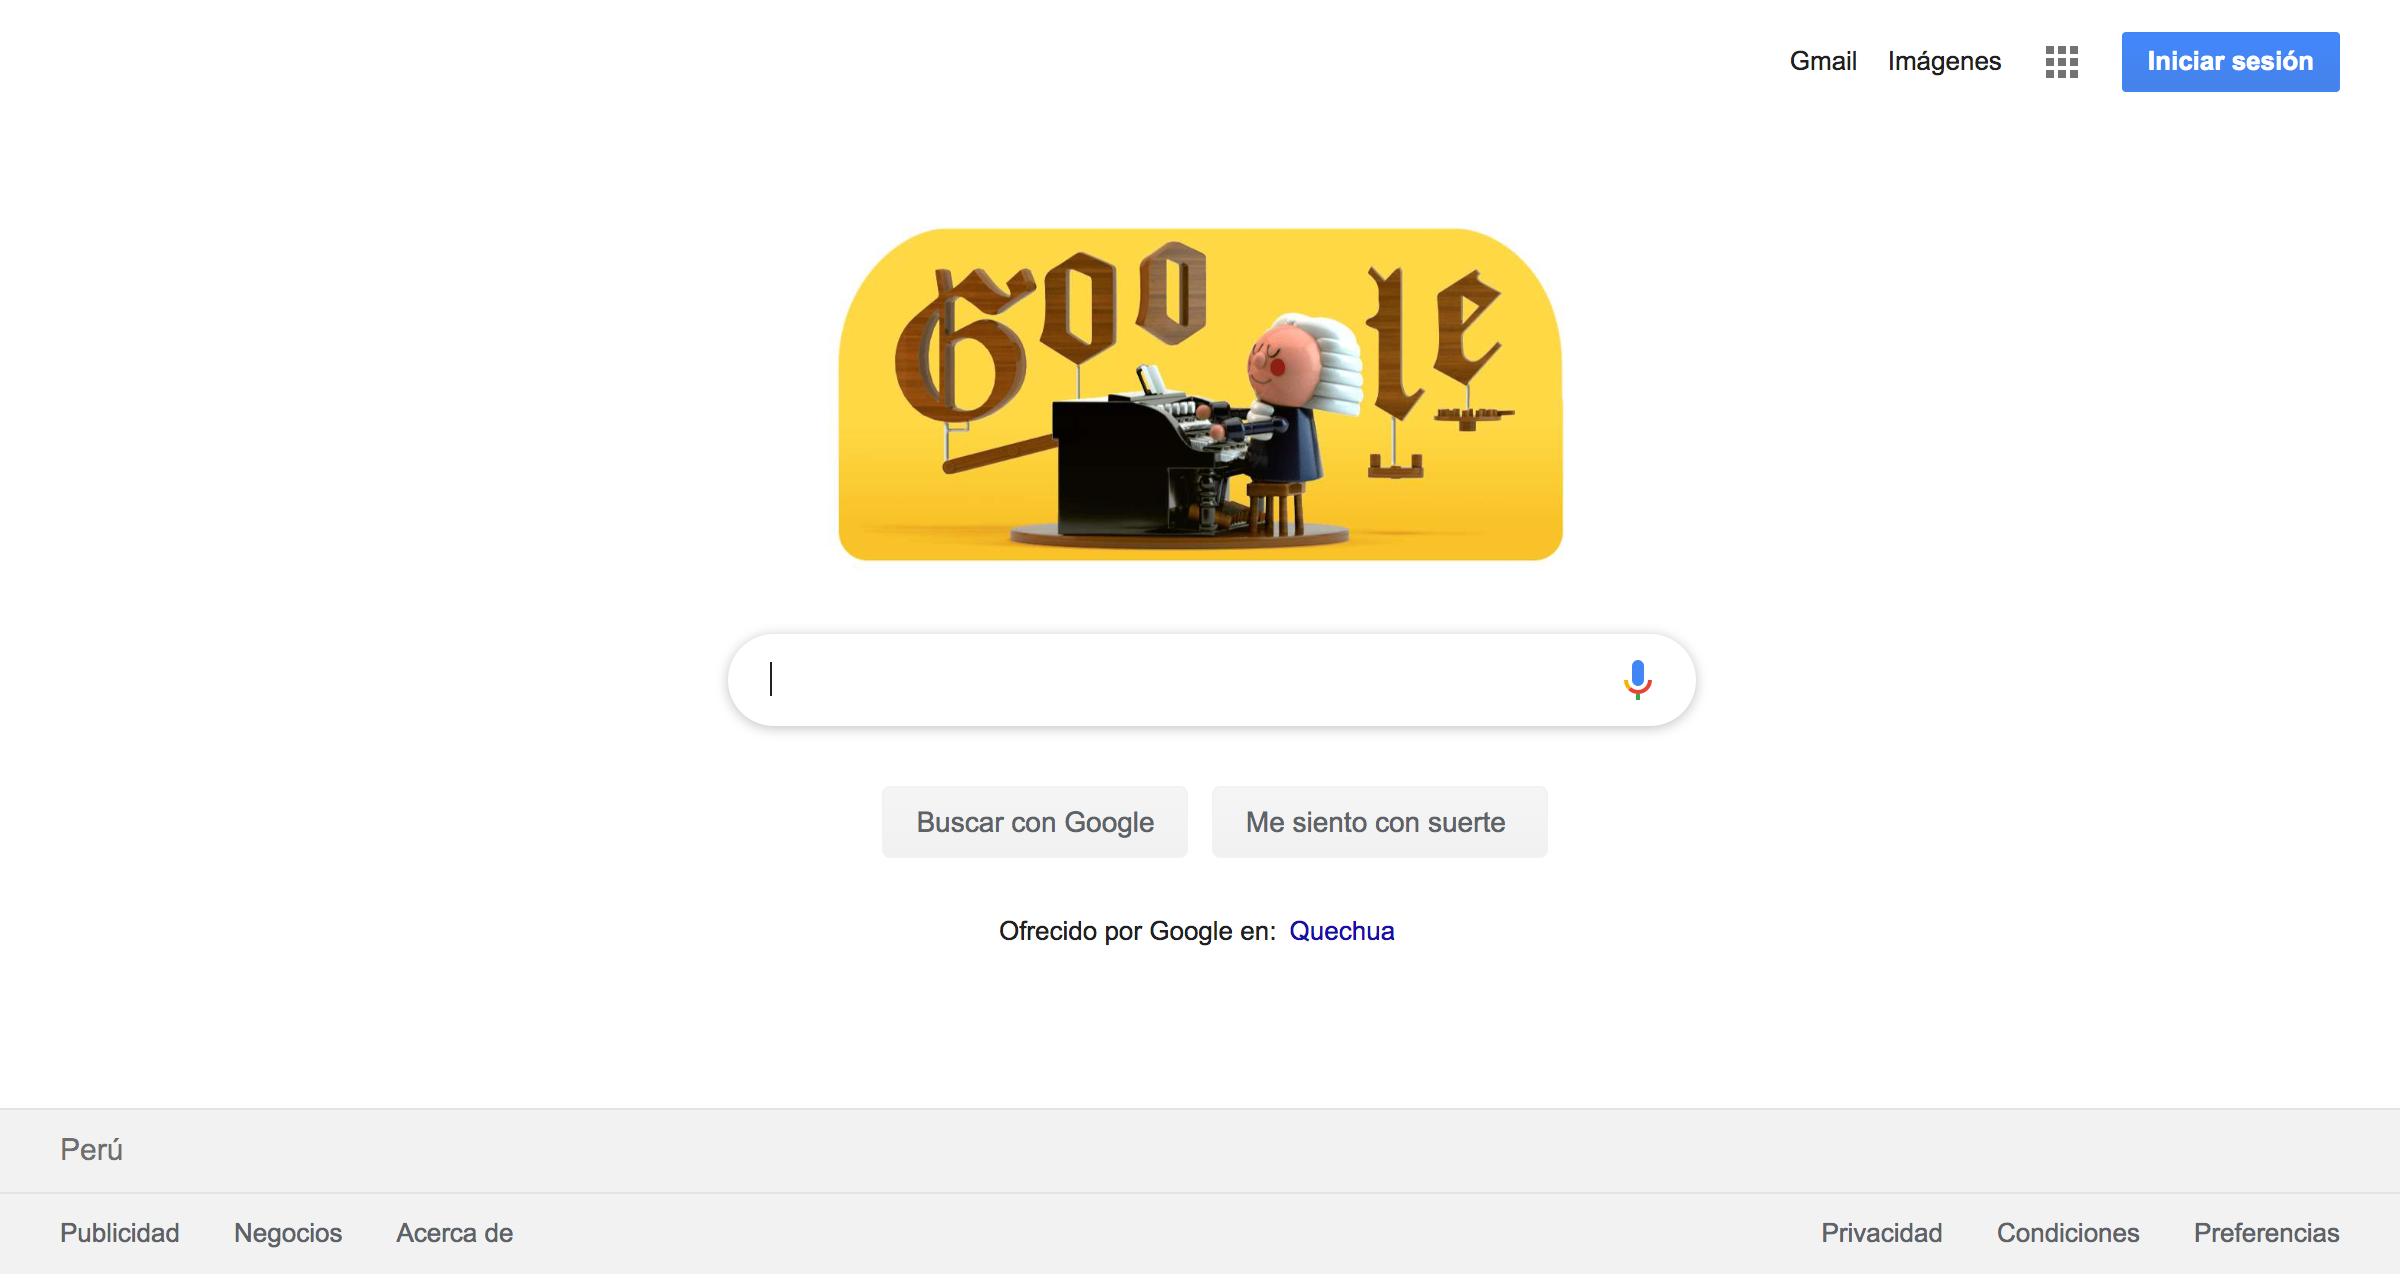 Gmail Imágenes Iniciar sesión
Goo le
Buscar con Google Me siento con suerte
Ofrecido por Google en: Quechua
Perú
Publicidad Negocios Acerca de Privacidad Condiciones Preferencias